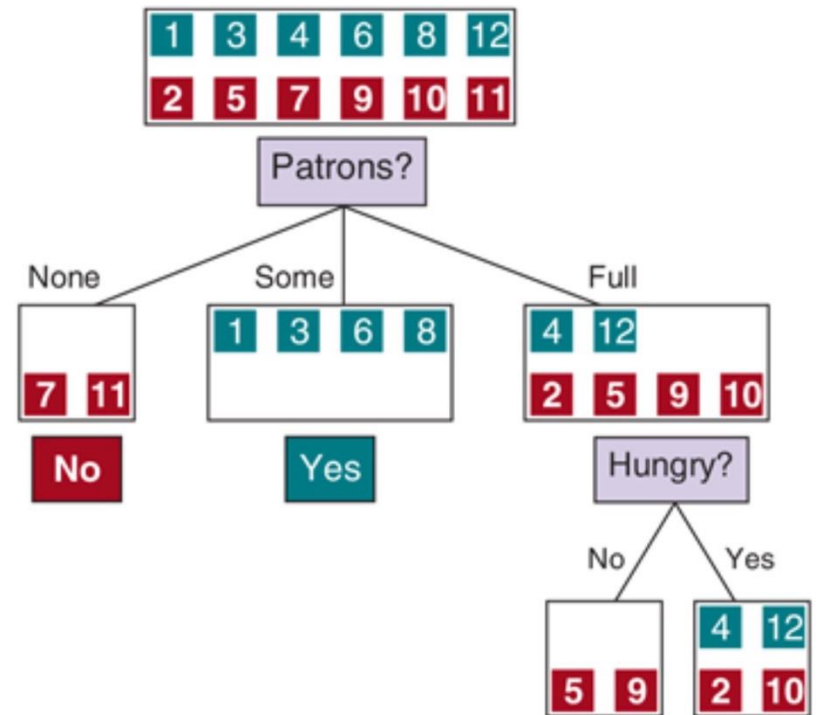 1 3 4 6 8 12
2 5 7 9 10 11
Patrons?
None Some Full
1 3 6 8 4 12
7 11 2 5 9 10
No Yes Hungry?
No Yes
4 12
5 9 2 10